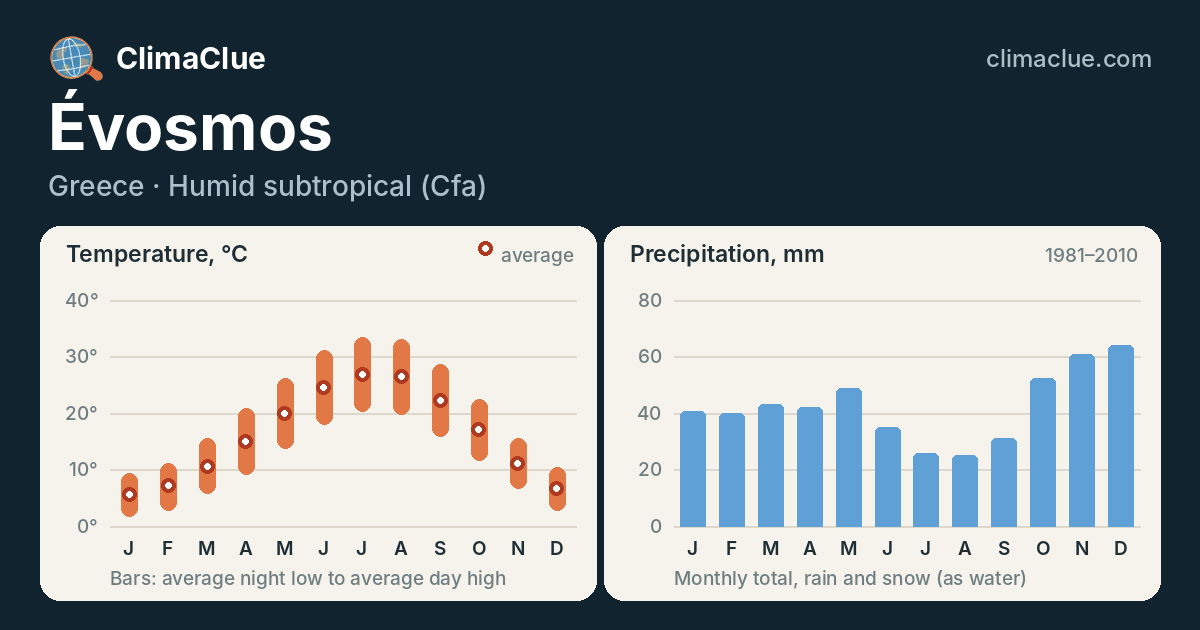 ClimaClue
climaclue.com
Évosmos
Greece · Humid subtropical (Cfa)
Temperature, °C
average
40°
30°
20°
10°
0°
J F M A M J J A S O N D
Bars: average night low to average day high
Precipitation, mm
1981–2010
80
60
40
20
0
J F M A M J J A S O N D
Monthly total, rain and snow (as water)